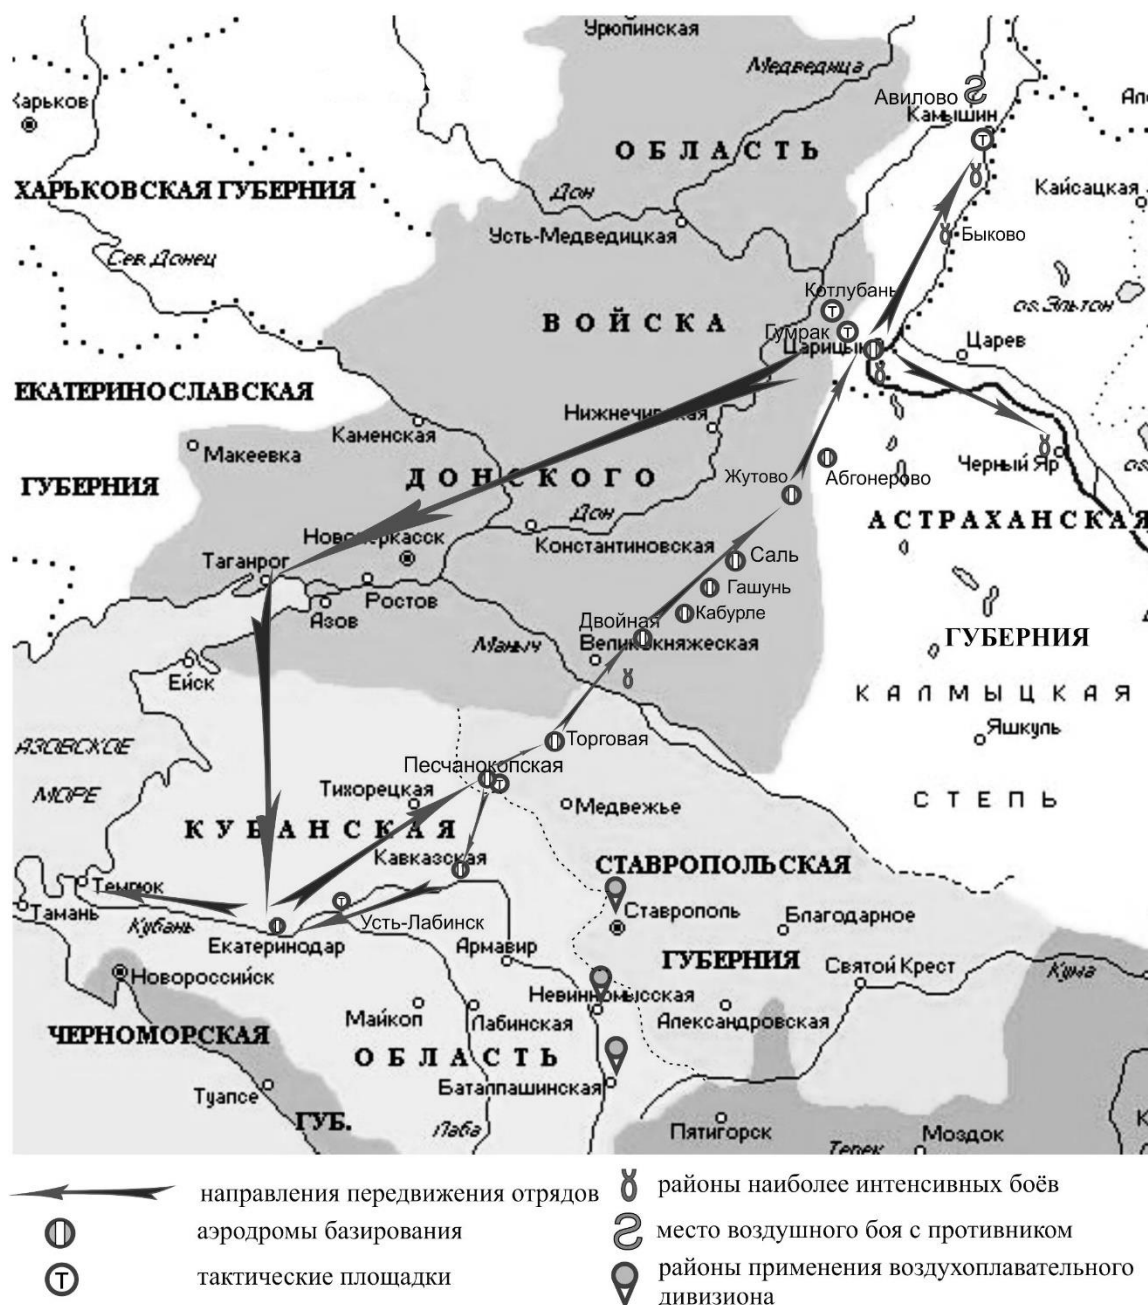 Урюпинская
Медведица
Харьков
Авилово
Камышин
ОБЛАСТЬ
ХАРЬКОВСКАЯ ГУБЕРНИЯ
Дон
Кайсацкая
Усть-Медведицкая
Быково
Сев. Донец
Котлубань
оз. Эльтон
ВОЙСКА
Гумрак
Царицын
Царев
ЕКАТЕРИНОСЛАВСКАЯ
Нижнечирская
Каменская
Макеевка
Черный Яр
ДОНСКОГО
Жутово
Абгонерово
ГУБЕРНИЯ
Дон
АСТРАХАНСКАЯ
Новочеркасск
Константиновская
Таганрог
Саль
Ростов
Гашунь
Азов
Кабурле
Двойная
Маныч
Великокняжеская
ГУБЕРНИЯ
Ейск
КАЛМЫЦКАЯ
Яшкуль
АЗОВСКОЕ
Торговая
Песчанокопская
МОРЕ
Тихорецкая
Медвежье
СТЕПЬ
КУБАНСКАЯ
Кавказская
СТАВРОПОЛЬСКАЯ
Темрюк
Тамань
Кубань
Усть-Лабинск
Ставрополь
Благодарное
Екатеринодар
Армавир
ГУБЕРНИЯ
Святой Крест
Кума
Новороссийск
Невинномысская
Майкоп
Лабинская
Александровская
ЧЕРНОМОРСКАЯ
ОБЛАСТЬ
Баталпашинская
Туапсе
ГУБ.
Лаба
Пятигорск
Моздок
Терек
направления передвижения отрядов
аэродромы базирования
Т тактические площадки
районы наиболее интенсивных боёв
место воздушного боя с противником
районы применения воздухоплавательного
дивизиона